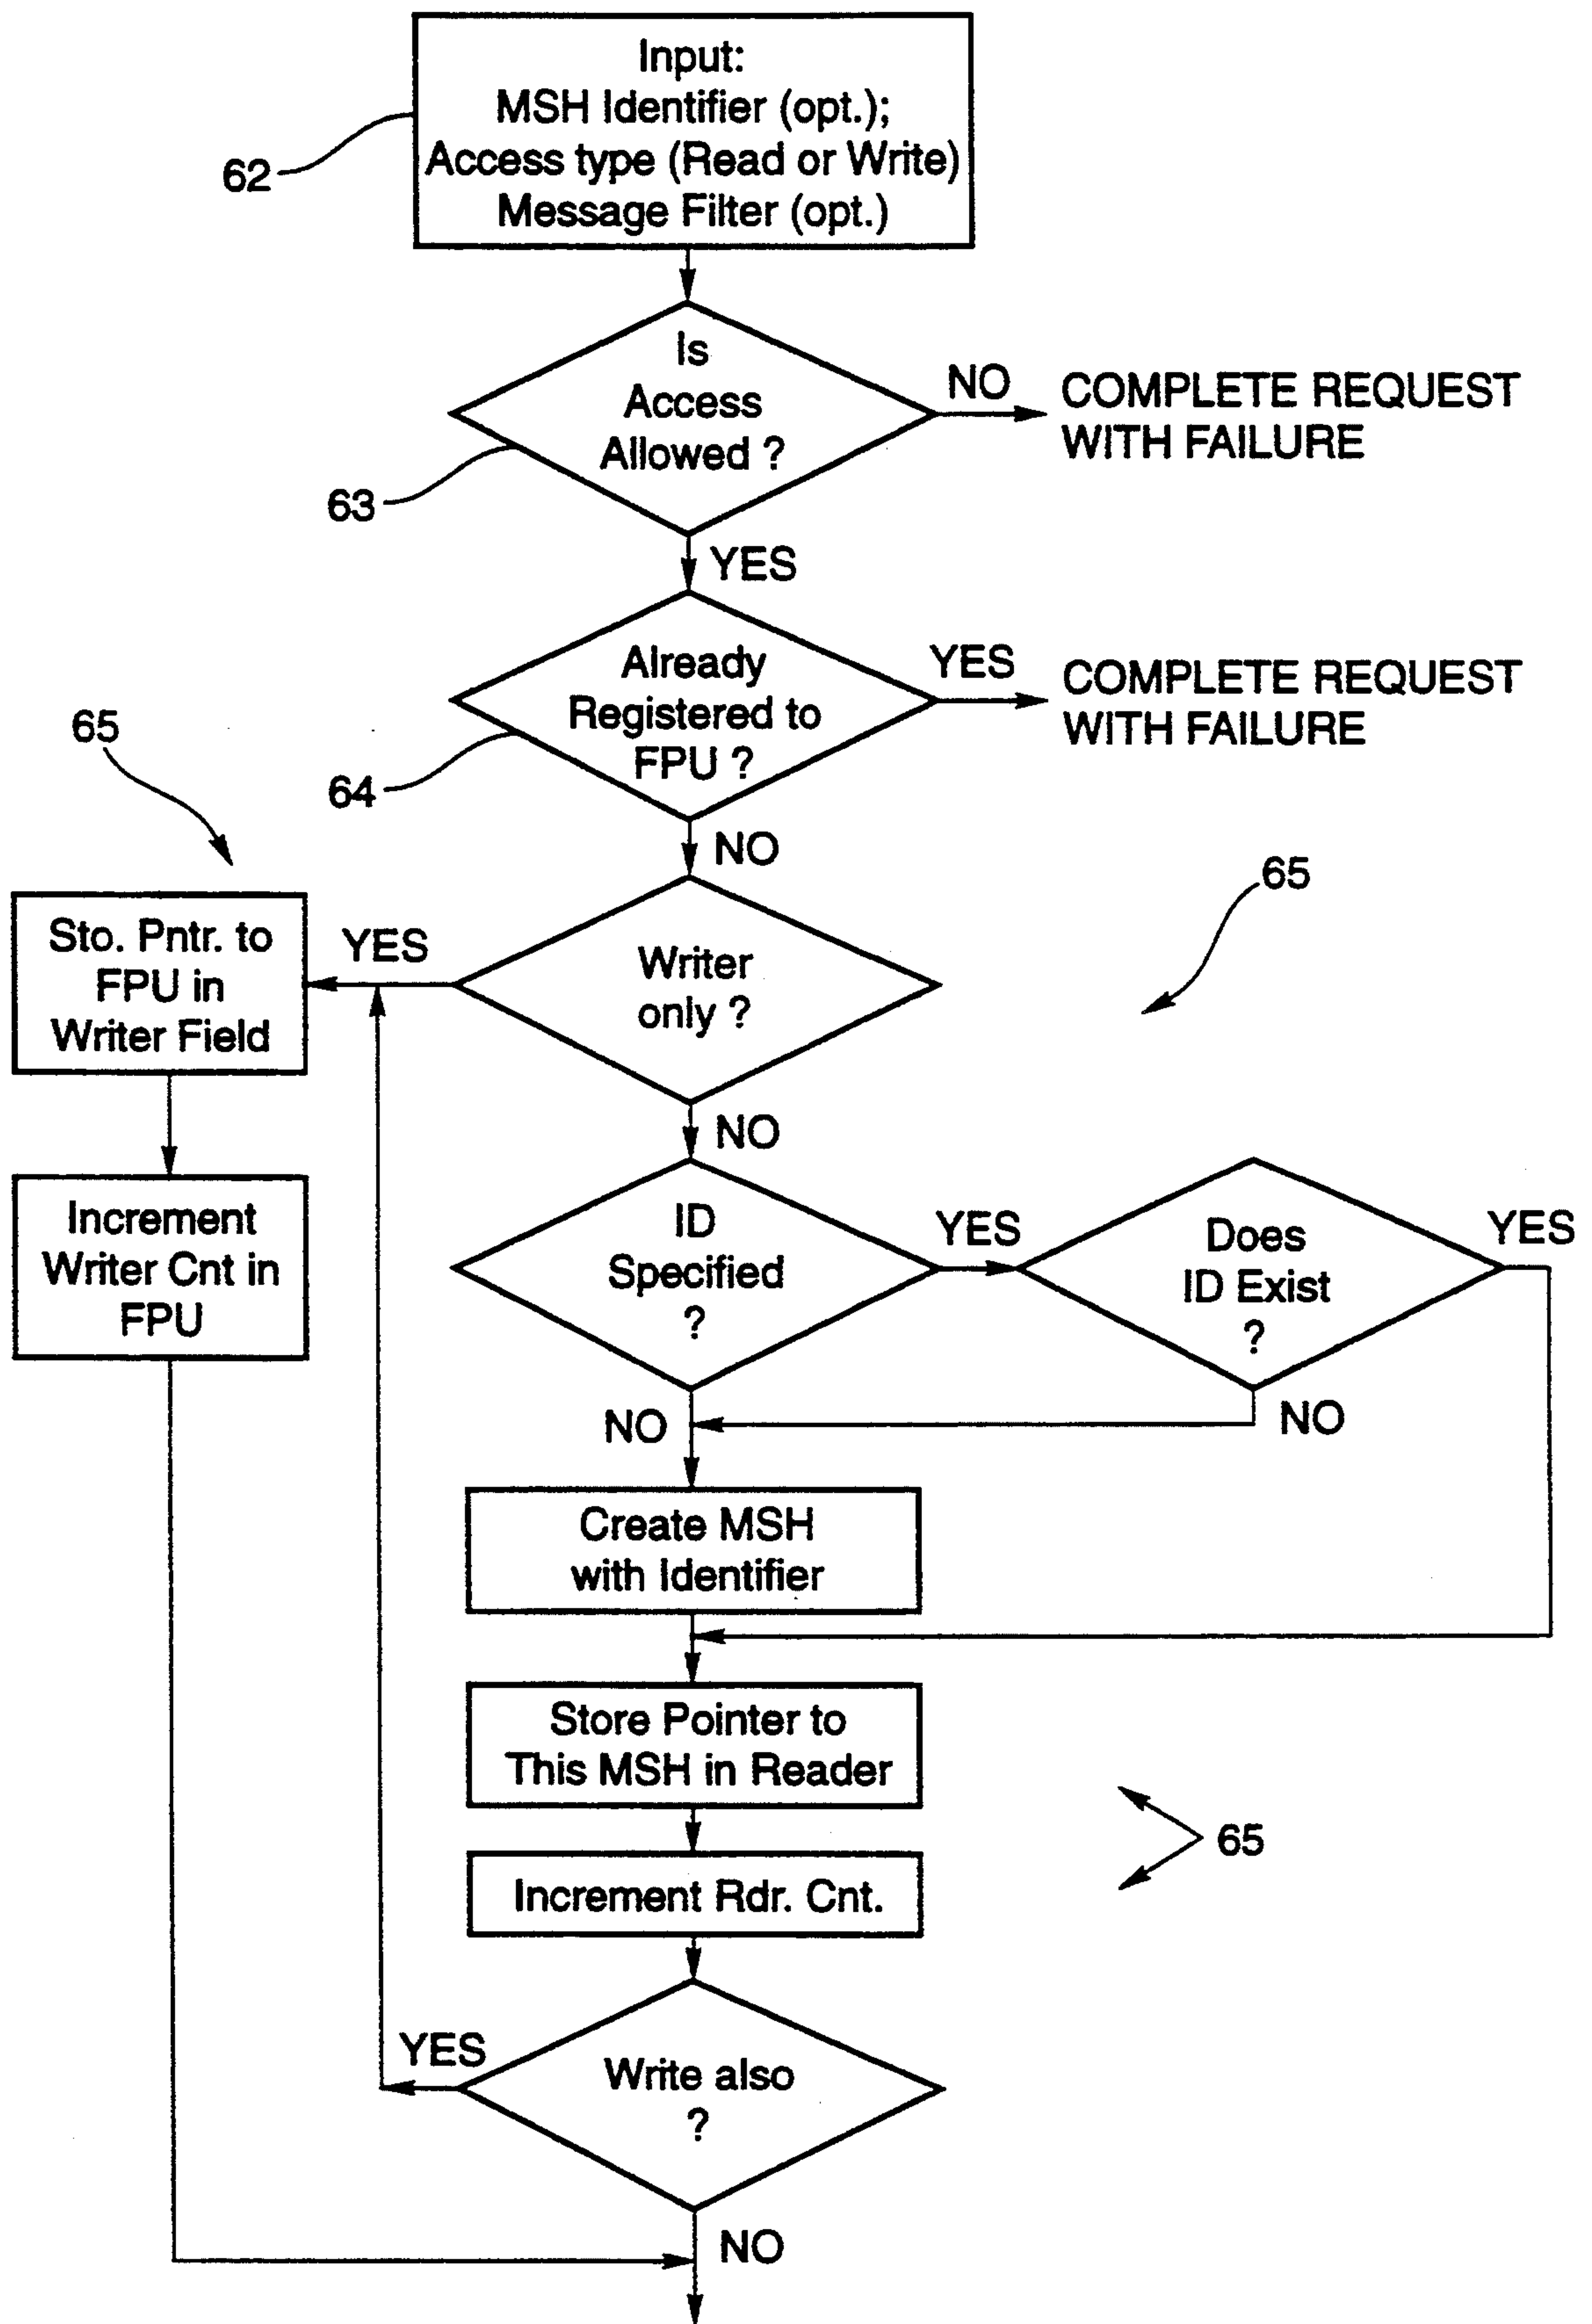 Input:
MSH Identifier (opt.);
Access type (Read or Write)
Message Filter (opt.)
62
Is
Access
Allowed ?
NO
COMPLETE REQUEST
WITH FAILURE
63
YES
Already
Registered to
FPU ?
YES
COMPLETE REQUEST
WITH FAILURE
64
65
NO
65
Sto. Pntr. to
FPU in
Writer Field
YES
Writer
only ?
NO
Increment
Writer Cnt in
FPU
ID
Specified
?
YES
Does
ID Exist
?
YES
NO
NO
Create MSH
with Identifier
Store Pointer to
This MSH in Reader
65
Increment Rdr. Cnt.
YES
Write also
?
NO